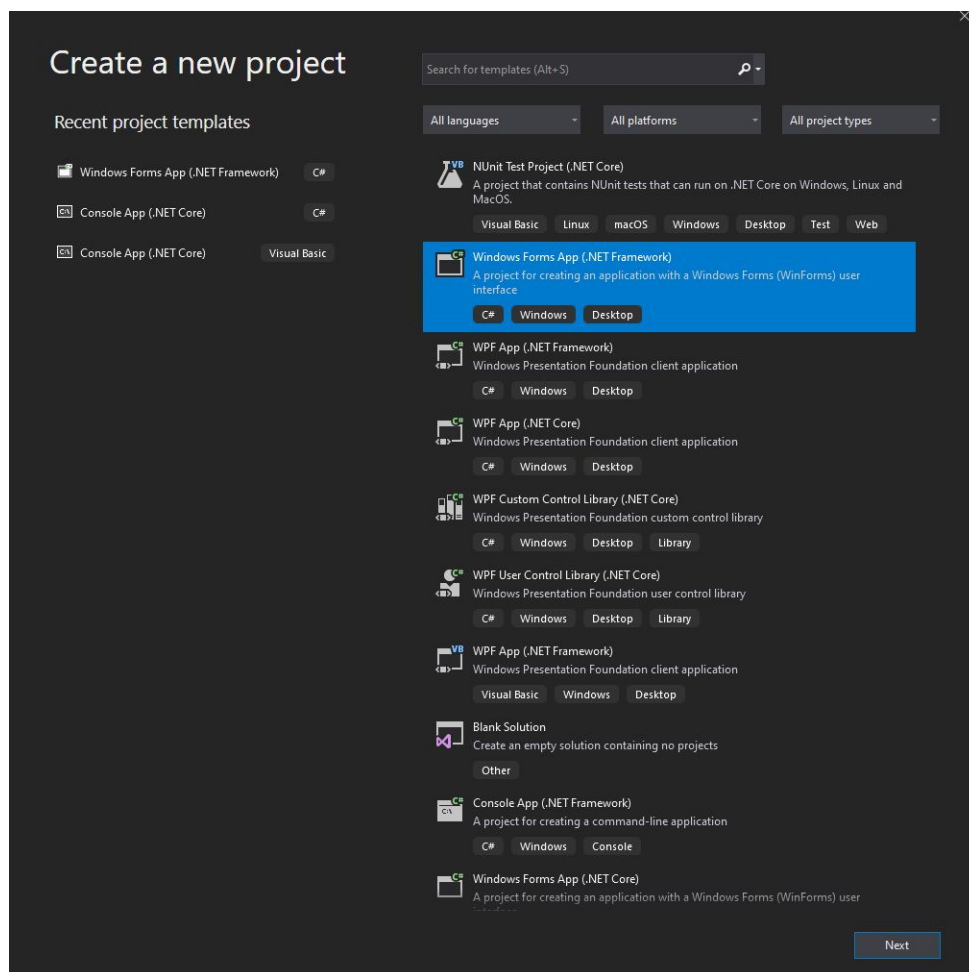 Create a new project
Search for templates (Alt+S)
Recent project templates
All languages
All platforms
All project types
Windows Forms App (.NET Framework)
C#
Console App (.NET Core)
C#
Console App (.NET Core)
Visual Basic
VB
NUnit Test Project (.NET Core)
A project that contains NUnit tests that can run on .NET Core on Windows, Linux and
MacOS.
Visual Basic Linux macOS Windows Desktop Test Web
C#
Windows Forms App (.NET Framework)
A project for creating an application with a Windows Forms (WinForms) user
interface
C# Windows Desktop
C#
WPF App (.NET Framework)
Windows Presentation Foundation client application
C# Windows Desktop
C#
WPF App (.NET Core)
Windows Presentation Foundation client application
C# Windows Desktop
C#
WPF Custom Control Library (.NET Core)
Windows Presentation Foundation custom control library
C# Windows Desktop Library
C#
WPF User Control Library (.NET Core)
Windows Presentation Foundation user control library
C# Windows Desktop Library
VB
WPF App (.NET Framework)
Windows Presentation Foundation client application
Visual Basic Windows Desktop
Blank Solution
Create an empty solution containing no projects
Other
C#
Console App (.NET Framework)
A project for creating a command-line application
C# Windows Console
C#
Windows Forms App (.NET Core)
A project for creating an application with a Windows Forms (WinForms) user
Next